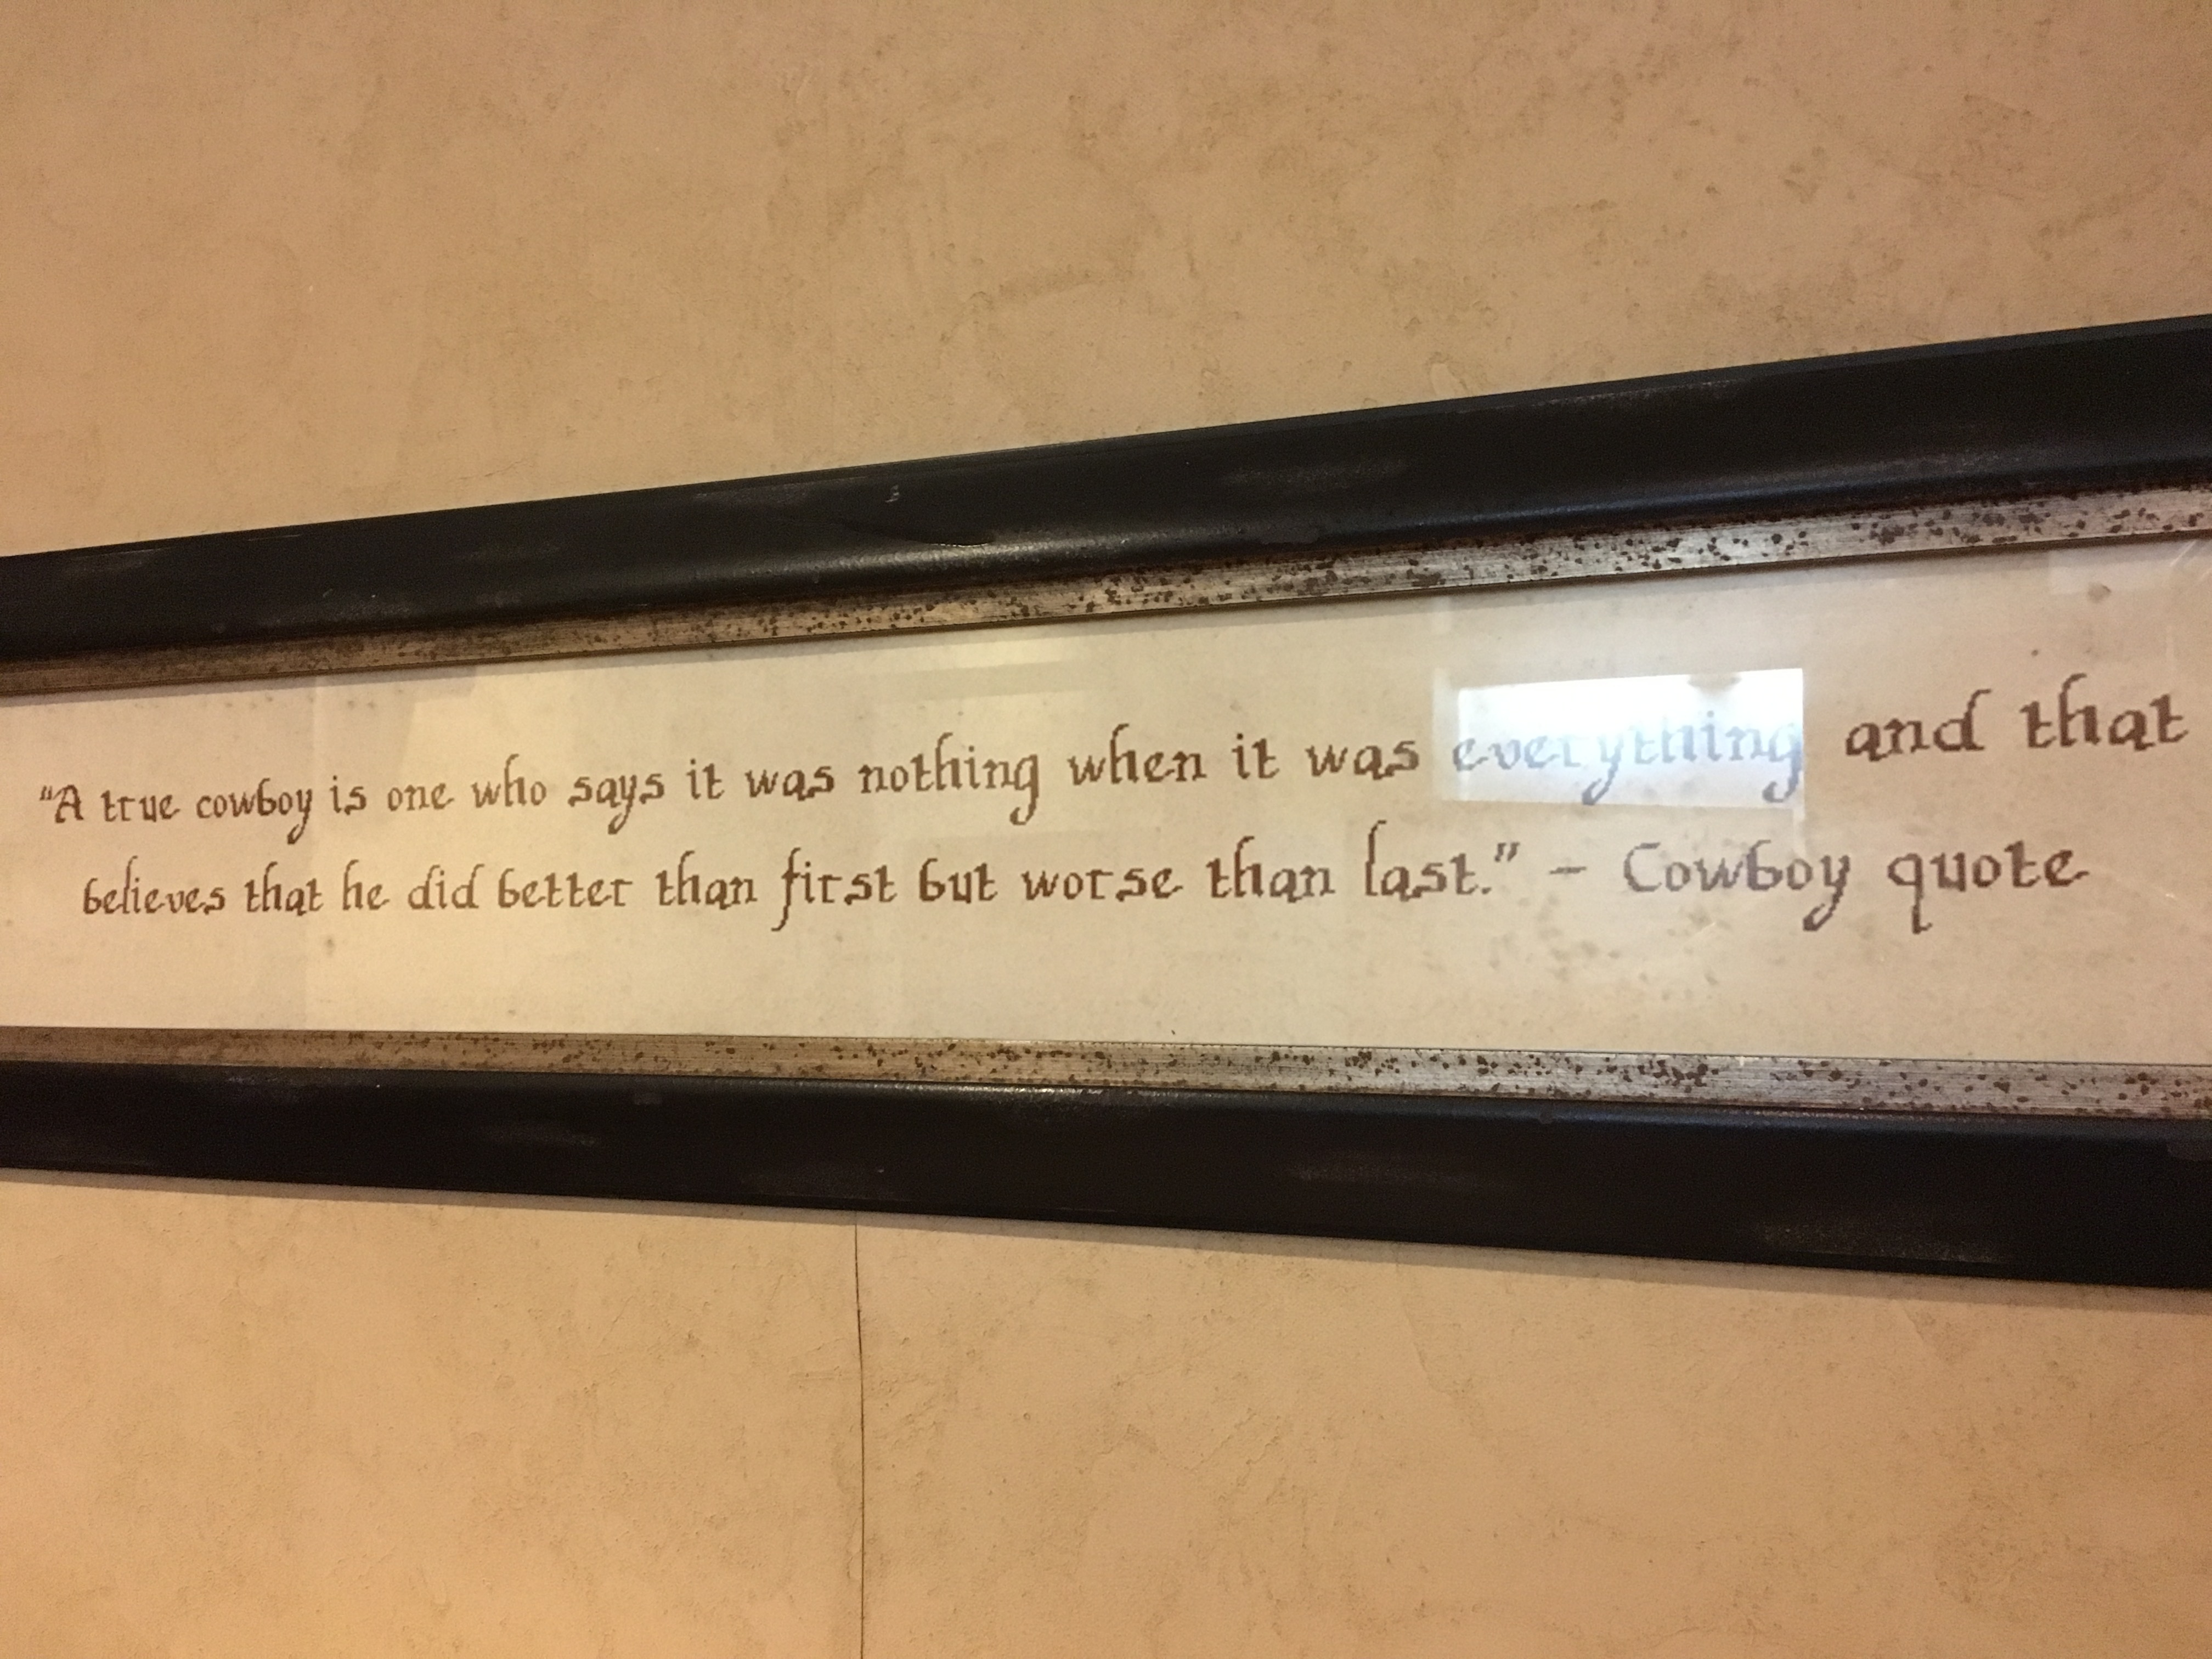 “A true cowboy is one who says it was nothing when it was everything and that
believes that he did better than first but worse than last.” – Cowboy quote